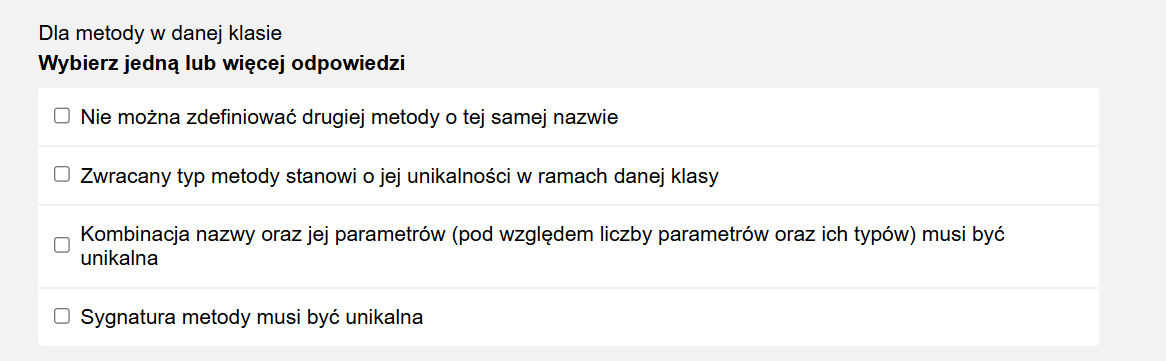 Dla metody w danej klasie
Wybierz jedną lub więcej odpowiedzi
Nie można zdefiniować drugiej metody o tej samej nazwie
Zwracany typ metody stanowi o jej unikalności w ramach danej klasy
Kombinacja nazwy oraz jej parametrów (pod względem liczby parametrów oraz ich typów) musi być
unikalna
Sygnatura metody musi być unikalna